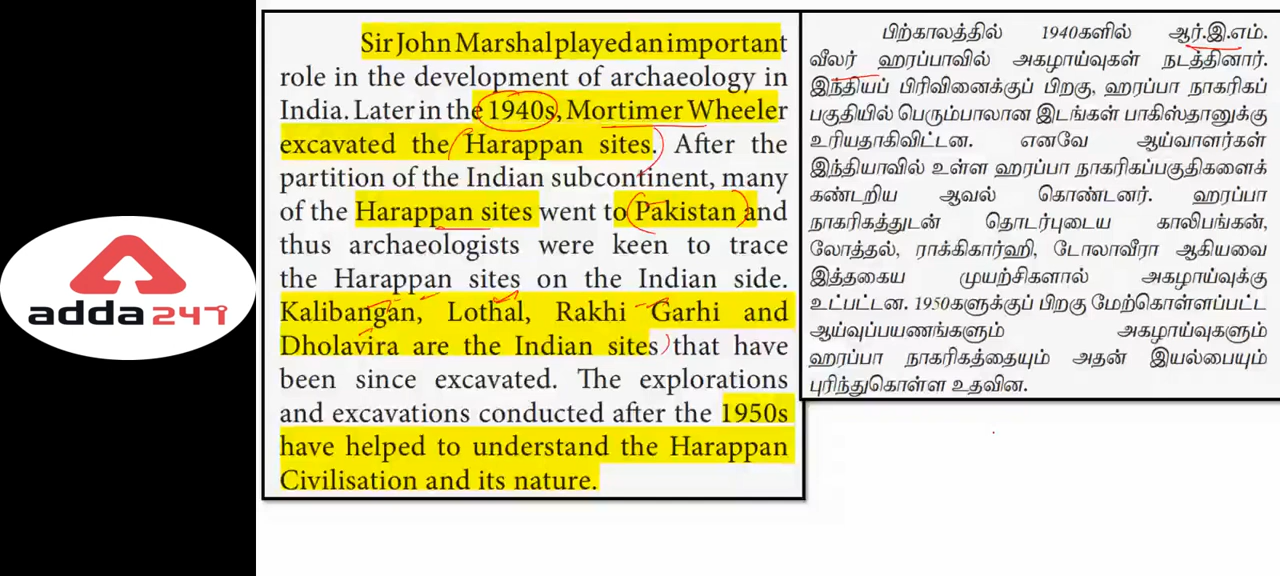 adda247
Sir John Marshal played an important
role in the development of archaeology in
India. Later in the 1940s, Mortimer Wheeler
excavated the Harappan sites. After the
partition of the Indian subcontinent, many
of the Harappan sites went to Pakistan and
thus archaeologists were keen to trace
the Harappan sites on the Indian side.
Kalibangan, Lothal, Rakhi Garhi and
Dholavira are the Indian sites that have
been since excavated. The explorations
and excavations conducted after the 1950s
have helped to understand the Harappan
Civilisation and its nature.
பிற்காலத்தில் 1940களில் ஆர்.இ.எம்.
வீலர் ஹரப்பாவில் அகழாய்வுகள் நடத்தினார்.
இந்தியப் பிரிவினைக்குப் பிறகு, ஹரப்பா நாகரிகப்
பகுதியில் பெரும்பாலான இடங்கள் பாகிஸ்தானுக்கு
உரியதாகிவிட்டன. எனவே ஆய்வாளர்கள்
இந்தியாவில் உள்ள ஹரப்பா நாகரிகப்பகுதிகளைக்
கண்டறிய ஆவல் கொண்டனர். ஹரப்பா
நாகரிகத்துடன் தொடர்புடைய காலிபங்கன்,
லோத்தல், ராக்கிகார்ஹி, டோலாவீரா ஆகியவை
இத்தகைய முயற்சிகளால் அகழாய்வுக்கு
உட்பட்டன. 1950களுக்குப் பிறகு மேற்கொள்ளப்பட்ட
ஆய்வுப்பயணங்களும் அகழாய்வுகளும்
ஹரப்பா நாகரிகத்தையும் அதன் இயல்பையும்
புரிந்துகொள்ள உதவின.